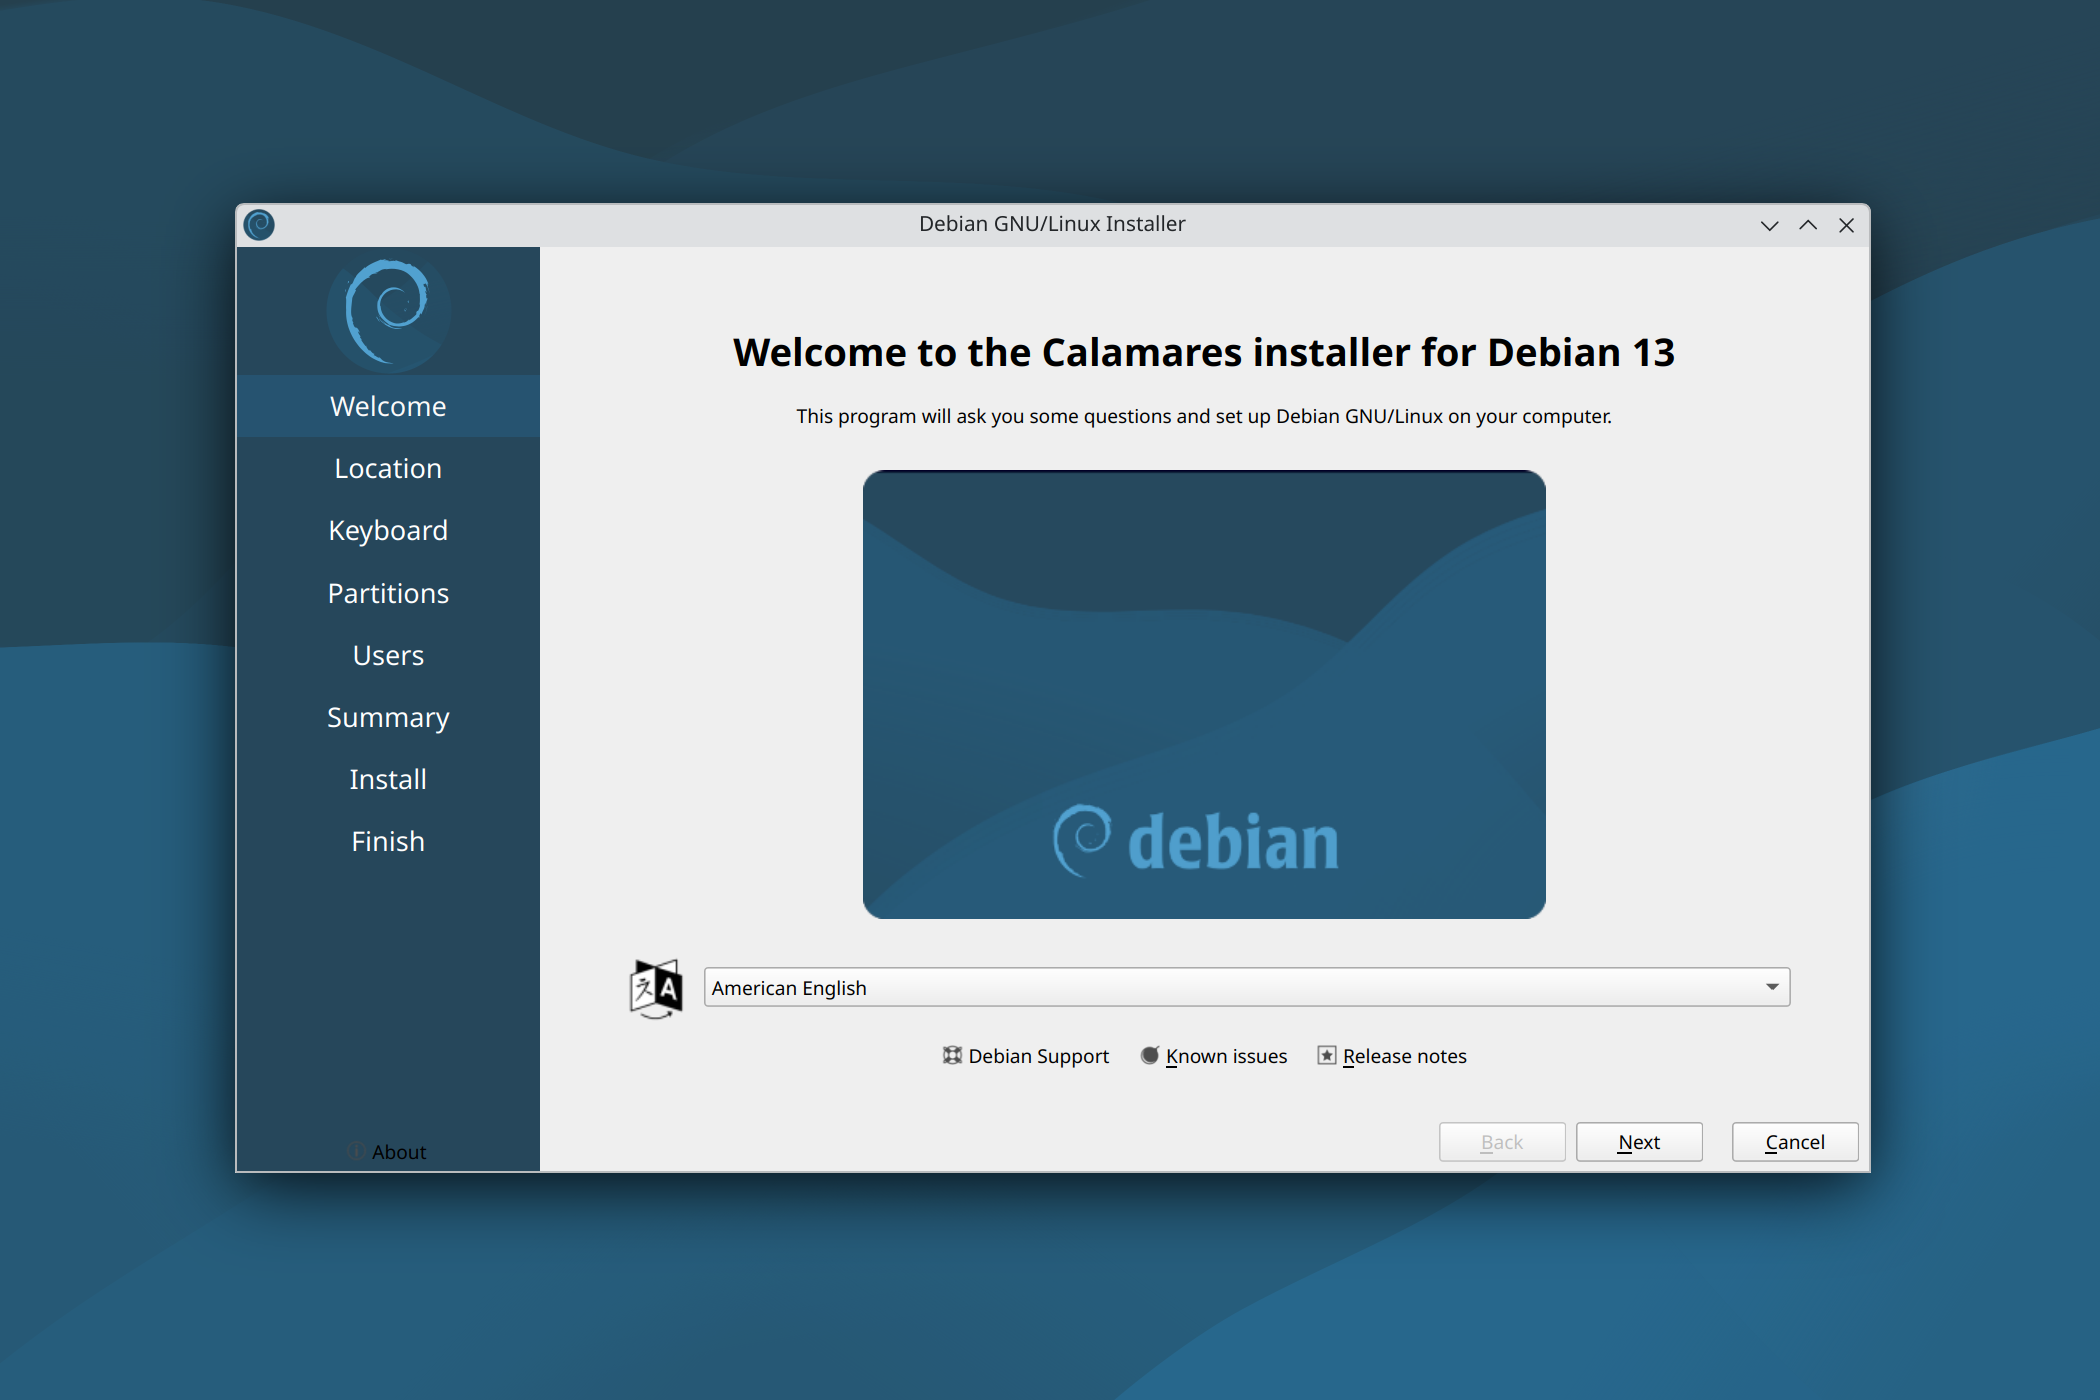 Debian GNU/Linux Installer
Welcome
Location
Keyboard
Partitions
Users
Summary
Install
Finish
About
Welcome to the Calamares installer for Debian 13
This program will ask you some questions and set up Debian GNU/Linux on your computer.
debian
American English
Debian Support Known issues Release notes
Back Next Cancel